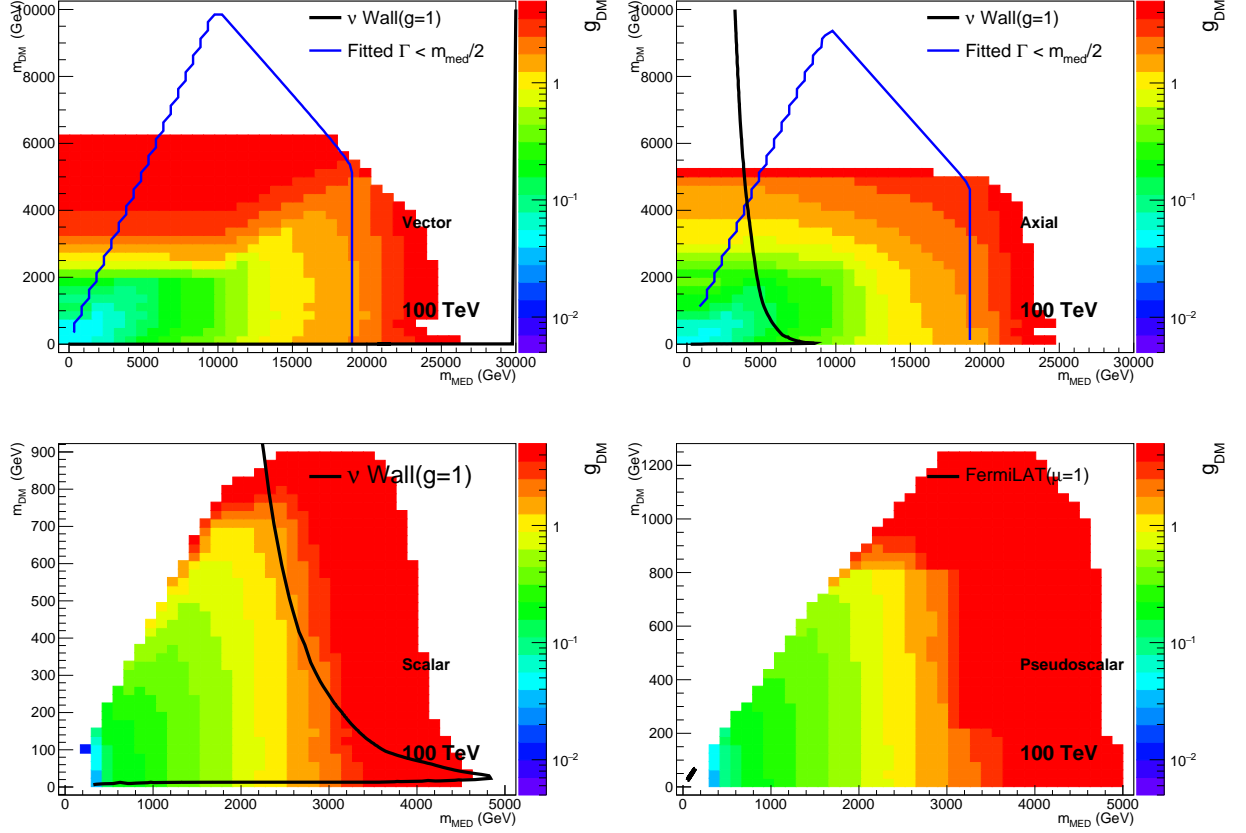 m_DM (GeV)
10000
8000
6000
4000
2000
0
ν Wall(g=1)
Fitted Γ < m_med/2
Vector
100 TeV
0 5000 10000 15000 20000 25000 30000
m_MED (GeV)
g_DM
1
10^-1
10^-2
m_DM (GeV)
10000
8000
6000
4000
2000
0
ν Wall(g=1)
Fitted Γ < m_med/2
Axial
100 TeV
0 5000 10000 15000 20000 25000 30000
m_MED (GeV)
g_DM
1
10^-1
10^-2
m_DM (GeV)
900
800
700
600
500
400
300
200
100
0
ν Wall(g=1)
Scalar
100 TeV
0 1000 2000 3000 4000 5000
m_MED (GeV)
g_DM
1
10^-1
10^-2
m_DM (GeV)
1200
1000
800
600
400
200
0
FermiLAT(μ=1)
Pseudoscalar
100 TeV
0 1000 2000 3000 4000 5000
m_MED (GeV)
g_DM
1
10^-1
10^-2